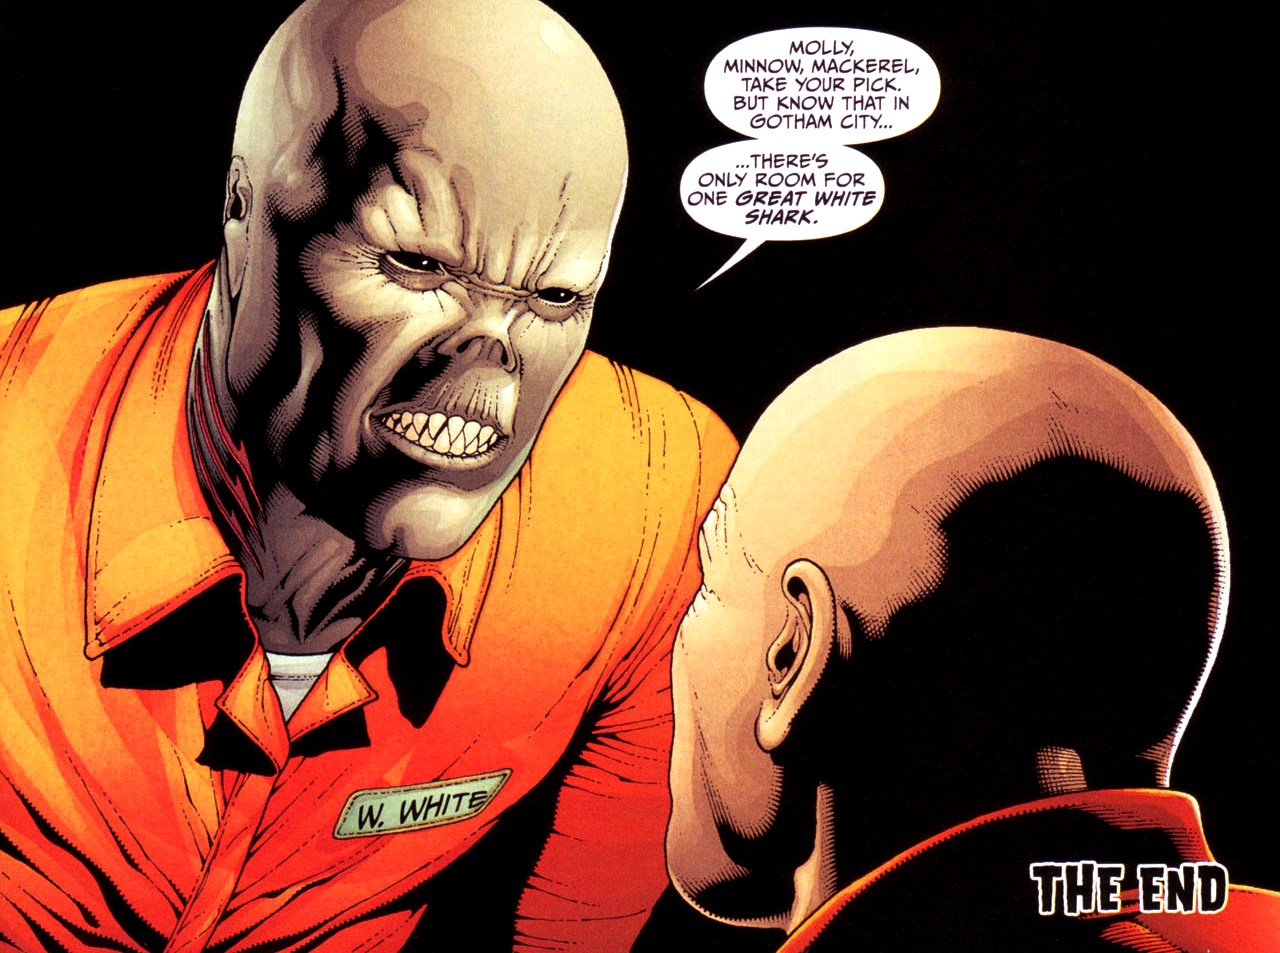 MOLLY,
MINNOW, MACKEREL,
TAKE YOUR PICK.
BUT KNOW THAT IN
GOTHAM CITY...
...THERE'S
ONLY ROOM FOR
ONE GREAT WHITE
SHARK.
W. WHITE
THE END